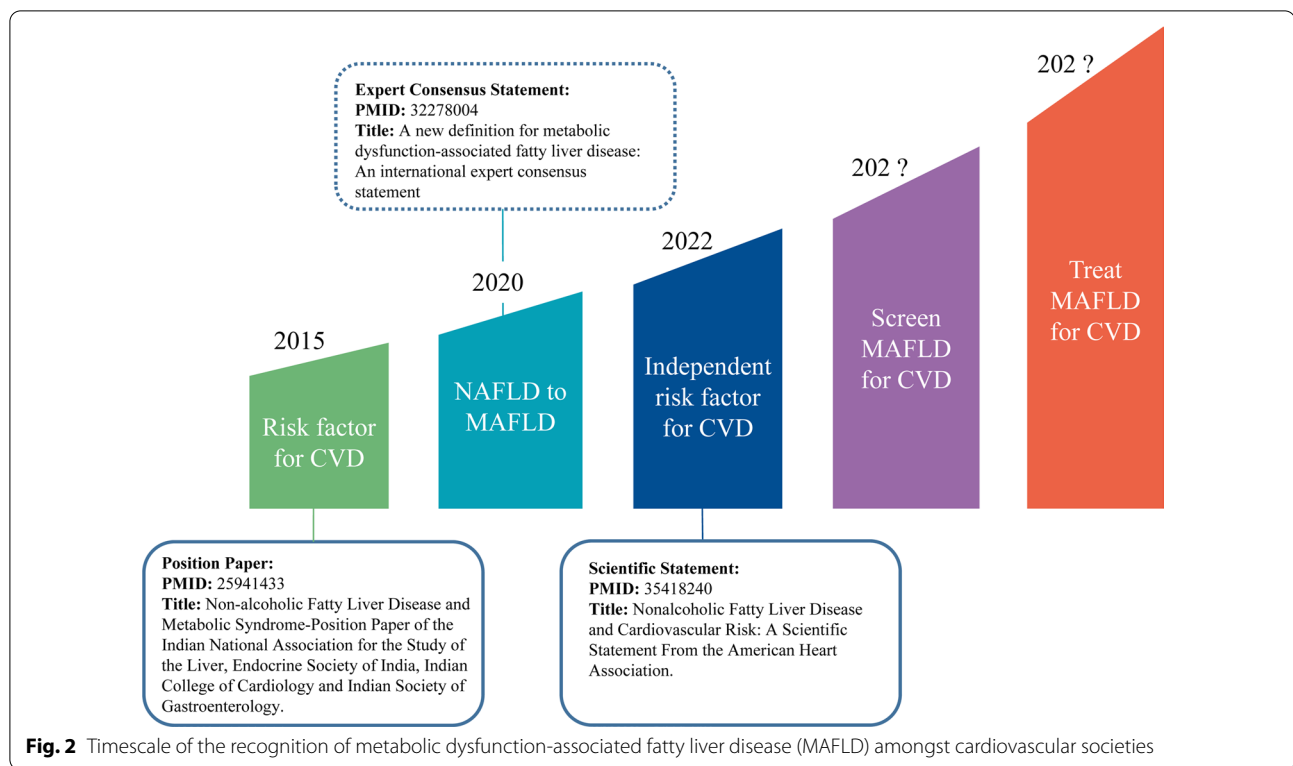 Expert Consensus Statement:
PMID: 32278004
Title: A new definition for metabolic
dysfunction-associated fatty liver disease:
An international expert consensus
statement
2015
Risk factor
for CVD
2020
NAFLD to
MAFLD
2022
Independent
risk factor
for CVD
202 ?
Screen
MAFLD
for CVD
202 ?
Treat
MAFLD
for CVD
Position Paper:
PMID: 25941433
Title: Non-alcoholic Fatty Liver Disease and
Metabolic Syndrome-Position Paper of the
Indian National Association for the Study of
the Liver, Endocrine Society of India, Indian
College of Cardiology and Indian Society of
Gastroenterology.
Scientific Statement:
PMID: 35418240
Title: Nonalcoholic Fatty Liver Disease
and Cardiovascular Risk: A Scientific
Statement From the American Heart
Association.
Fig. 2 Timescale of the recognition of metabolic dysfunction-associated fatty liver disease (MAFLD) amongst cardiovascular societies